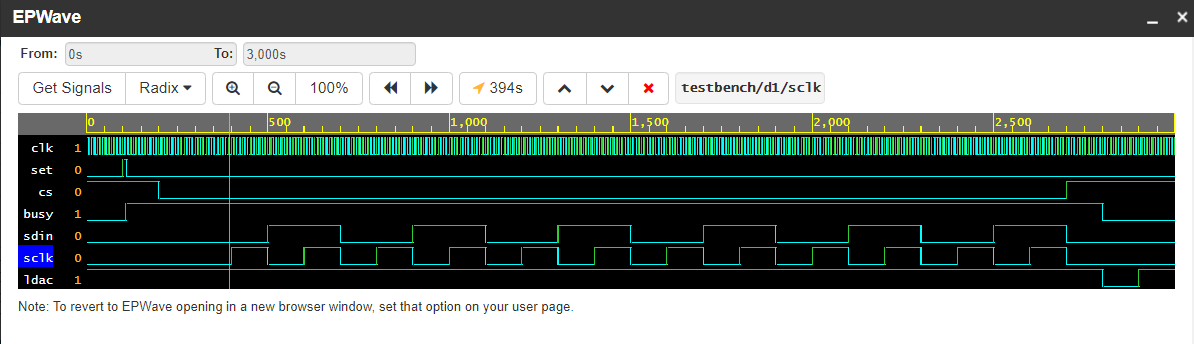 EPWave
From: 0s To: 3,000s
Get Signals Radix 100% 394s testbench/d1/sclk
0 500 1,000 1,500 2,000 2,500
clk 1
set 0
cs 0
busy 1
sdin 0
sclk 0
ldac 1
Note: To revert to EPWave opening in a new browser window, set that option on your user page.